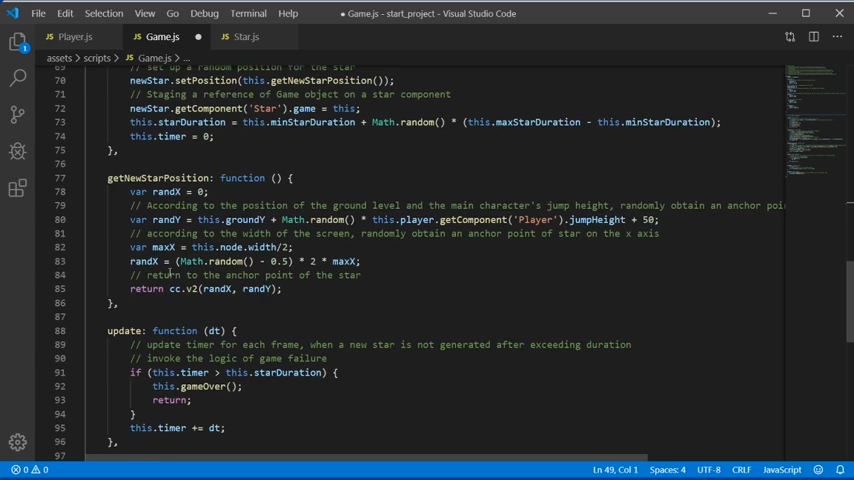 File Edit Selection View Go Debug Terminal Help
● Game.js - start_project - Visual Studio Code
JS Player.js JS Game.js ● JS Star.js
assets > scripts > JS Game.js > ...
69 // set up a random position for the star
70 newStar.setPosition(this.getNewStarPosition());
71 // Staging a reference of Game object on a star component
72 newStar.getComponent('Star').game = this;
73 this.starDuration = this.minStarDuration + Math.random() * (this.maxStarDuration - this.minStarDuration);
74 this.timer = 0;
75 },
76
77 getNewStarPosition: function () {
78 var randX = 0;
79 // According to the position of the ground level and the main character's jump height, randomly obtain an anchor poi
80 var randY = this.groundY + Math.random() * this.player.getComponent('Player').jumpHeight + 50;
81 // according to the width of the screen, randomly obtain an anchor point of star on the x axis
82 var maxX = this.node.width/2;
83 randX = (Math.random() - 0.5) * 2 * maxX;
84 // return to the anchor point of the star
85 return cc.v2(randX, randY);
86 },
87
88 update: function (dt) {
89 // update timer for each frame, when a new star is not generated after exceeding duration
90 // invoke the logic of game failure
91 if (this.timer > this.starDuration) {
92 this.gameOver();
93 return;
94 }
95 this.timer += dt;
96 },
97
1
0 0 Ln 49, Col 1 Spaces: 4 UTF-8 CRLF JavaScript